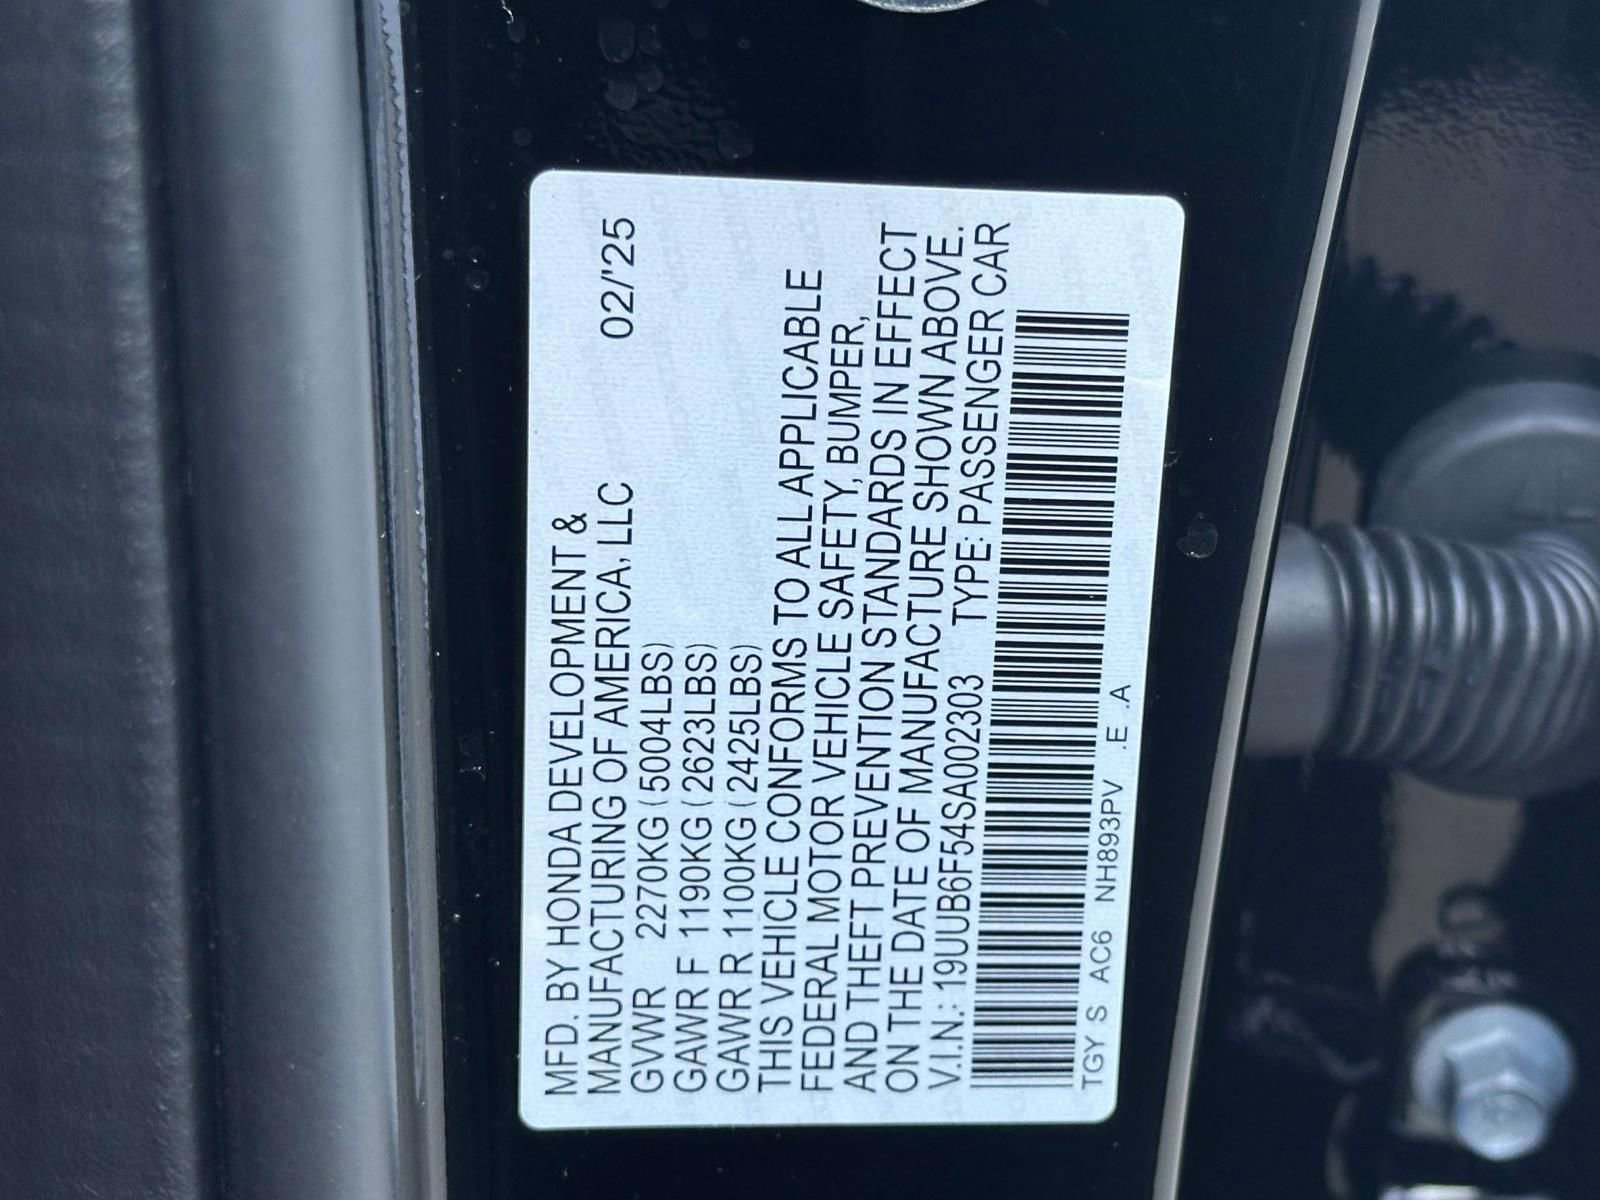 MFD. BY HONDA DEVELOPMENT &
MANUFACTURING OF AMERICA, LLC 02/'25
GVWR 2270KG (5004LBS)
GAWR F 1190KG (2623LBS)
GAWR R 1100KG (2425LBS)
THIS VEHICLE CONFORMS TO ALL APPLICABLE
FEDERAL MOTOR VEHICLE SAFETY, BUMPER,
AND THEFT PREVENTION STANDARDS IN EFFECT
ON THE DATE OF MANUFACTURE SHOWN ABOVE.
V.I.N.: 19UUB6F54SA002303 TYPE: PASSENGER CAR
TGY S AC6 NH893PV .E .A